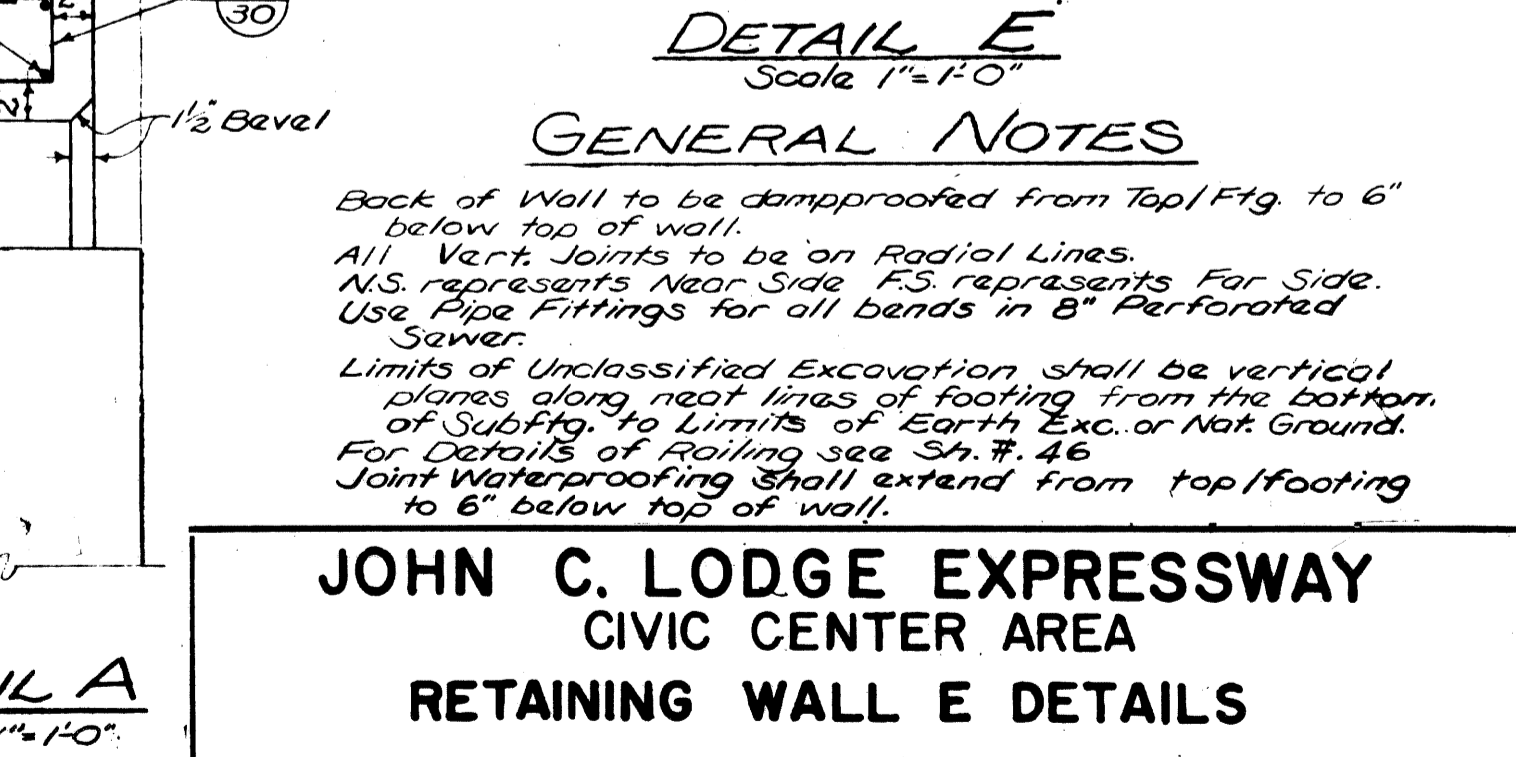 30
DETAIL E
Scale 1"=1'-0"
1½" Bevel
GENERAL NOTES
Back of Wall to be dampproofed from Top/Ftg. to 6"
below top of wall.
All Vert. Joints to be on Radial Lines.
N.S. represents Near Side F.S. represents Far Side.
Use Pipe Fittings for all bends in 8" Perforated
Sewer.
Limits of Unclassified Excavation shall be vertical
planes along neat lines of footing from the bottom
of Subftg. to Limits of Earth Exc. or Nat. Ground.
For Details of Railing see Sh. #. 46
Joint Waterproofing shall extend from top/footing
to 6" below top of wall.
JOHN C. LODGE EXPRESSWAY
CIVIC CENTER AREA
RETAINING WALL E DETAILS
IL A
1"=1'-0"